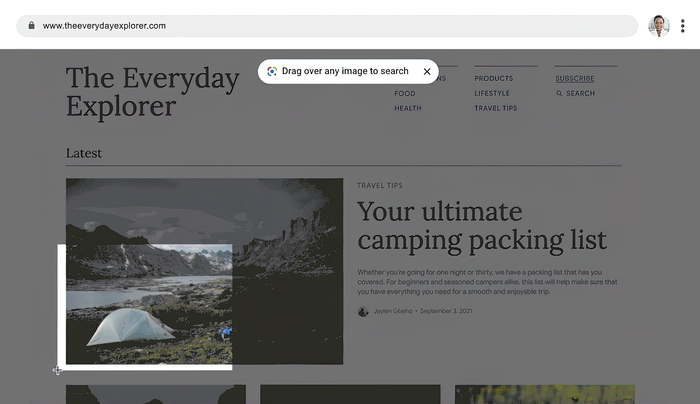 www.theeverydayexplorer.com
Drag over any image to search
The Everyday
Explorer
NS
FOOD
HEALTH
PRODUCTS
LIFESTYLE
TRAVEL TIPS
SUBSCRIBE
SEARCH
Latest
TRAVEL TIPS
Your ultimate
camping packing list
Whether you're going for one night or thirty, we have a packing list that has you
covered. For beginners and seasoned campers alike, this list will help make sure that
you have everything you need for a smooth and enjoyable trip.
Jaylen Gbeho • September 3, 2021